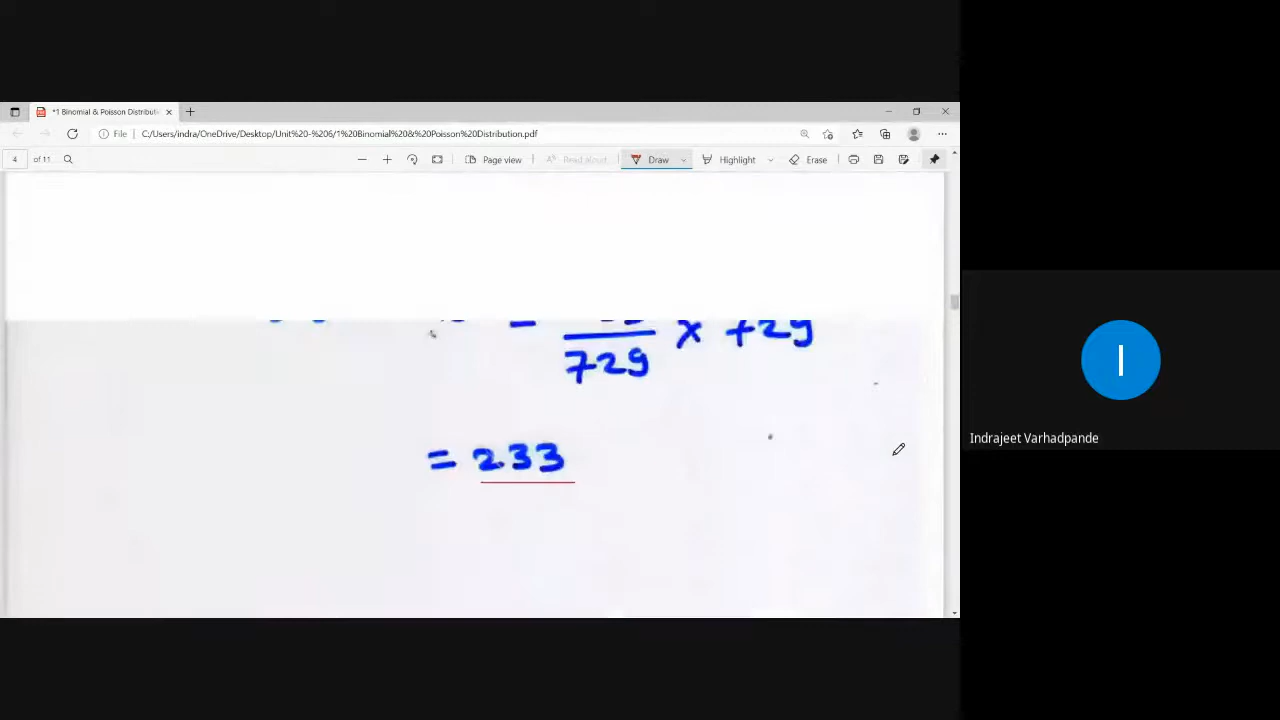 *1 Binomial & Poisson Distributi
File C:/Users/indra/OneDrive/Desktop/Unit%20-%206/1%20Binomial%20&%20Poisson%20Distribution.pdf
4 of 11 Page view Read aloud Draw Highlight Erase
729 x 729
= 233
I
Indrajeet Varhadpande